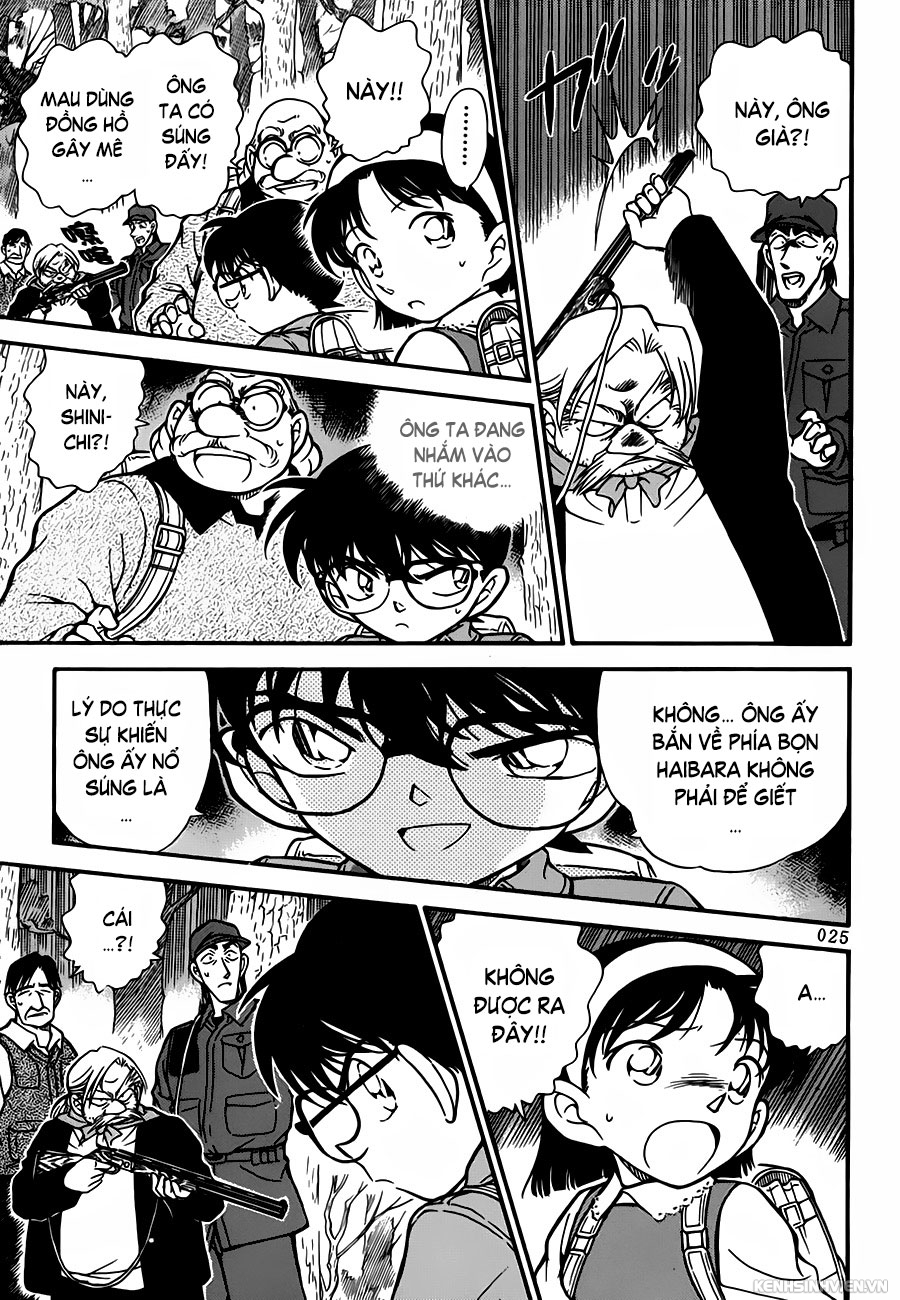 NÀY, ÔNG
GIÀ?!
ガッ
………
NÀY!!
ÔNG
TA CÓ
SÚNG
ĐẤY!
MAU DÙNG
ĐỒNG HỒ
GÂY MÊ
...
ÔNG TA ĐANG
NHẮM VÀO
THỨ KHÁC...
NÀY,
SHINI-
CHI?!
KHÔNG... ÔNG ẤY
BẮN VỀ PHÍA BỌN
HAIBARA KHÔNG
PHẢI ĐỂ GIẾT
...
LÝ DO THỰC
SỰ KHIẾN
ÔNG ẤY NỔ
SÚNG LÀ
...
025
A...
KHÔNG
ĐƯỢC RA
ĐÂY!!
CÁI
...?!
KENHSINHVIEN.VN